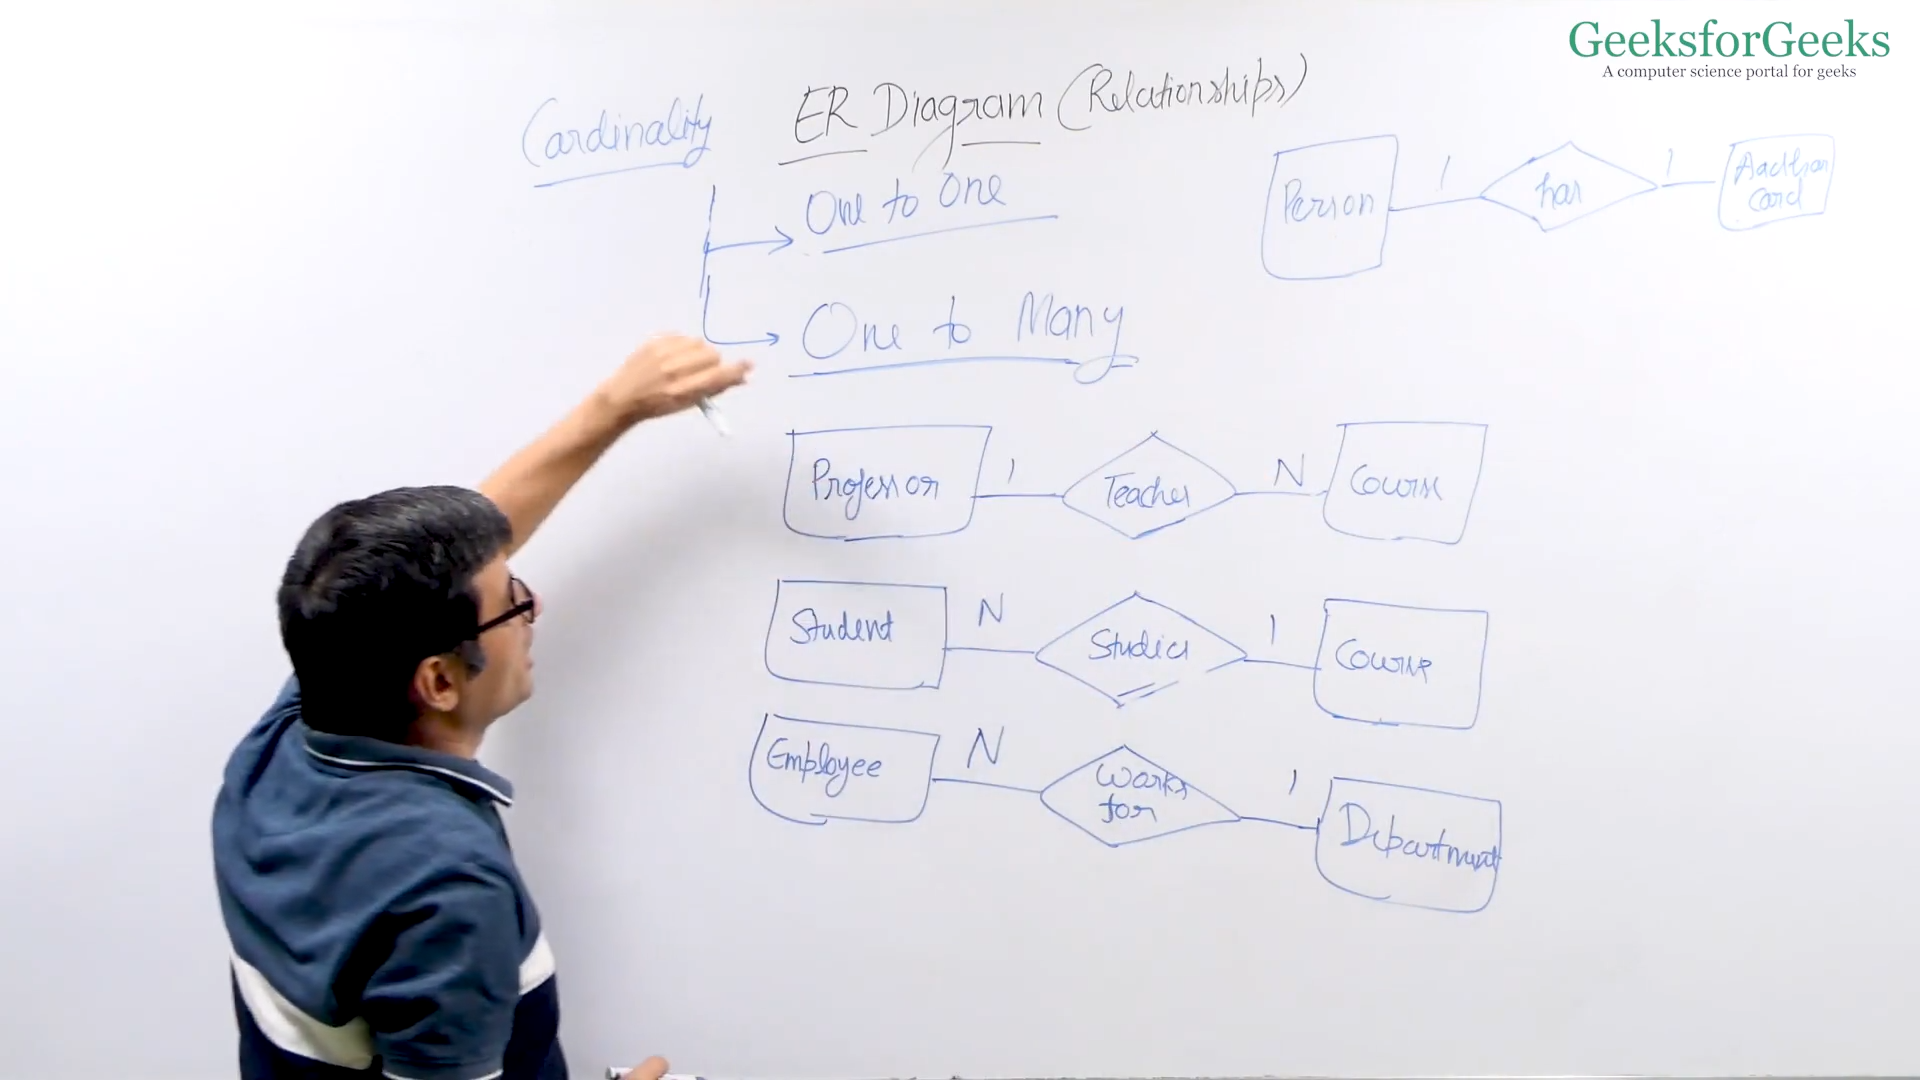 GeeksforGeeks
A computer science portal for geeks
ER Diagram (Relationships)
Cardinality
One to One
Person 1 has 1 Aadhar
Card
One to Many
Professor 1 Teaches N Course
Student N Studies 1 Course
Employee N Works
for 1 Department